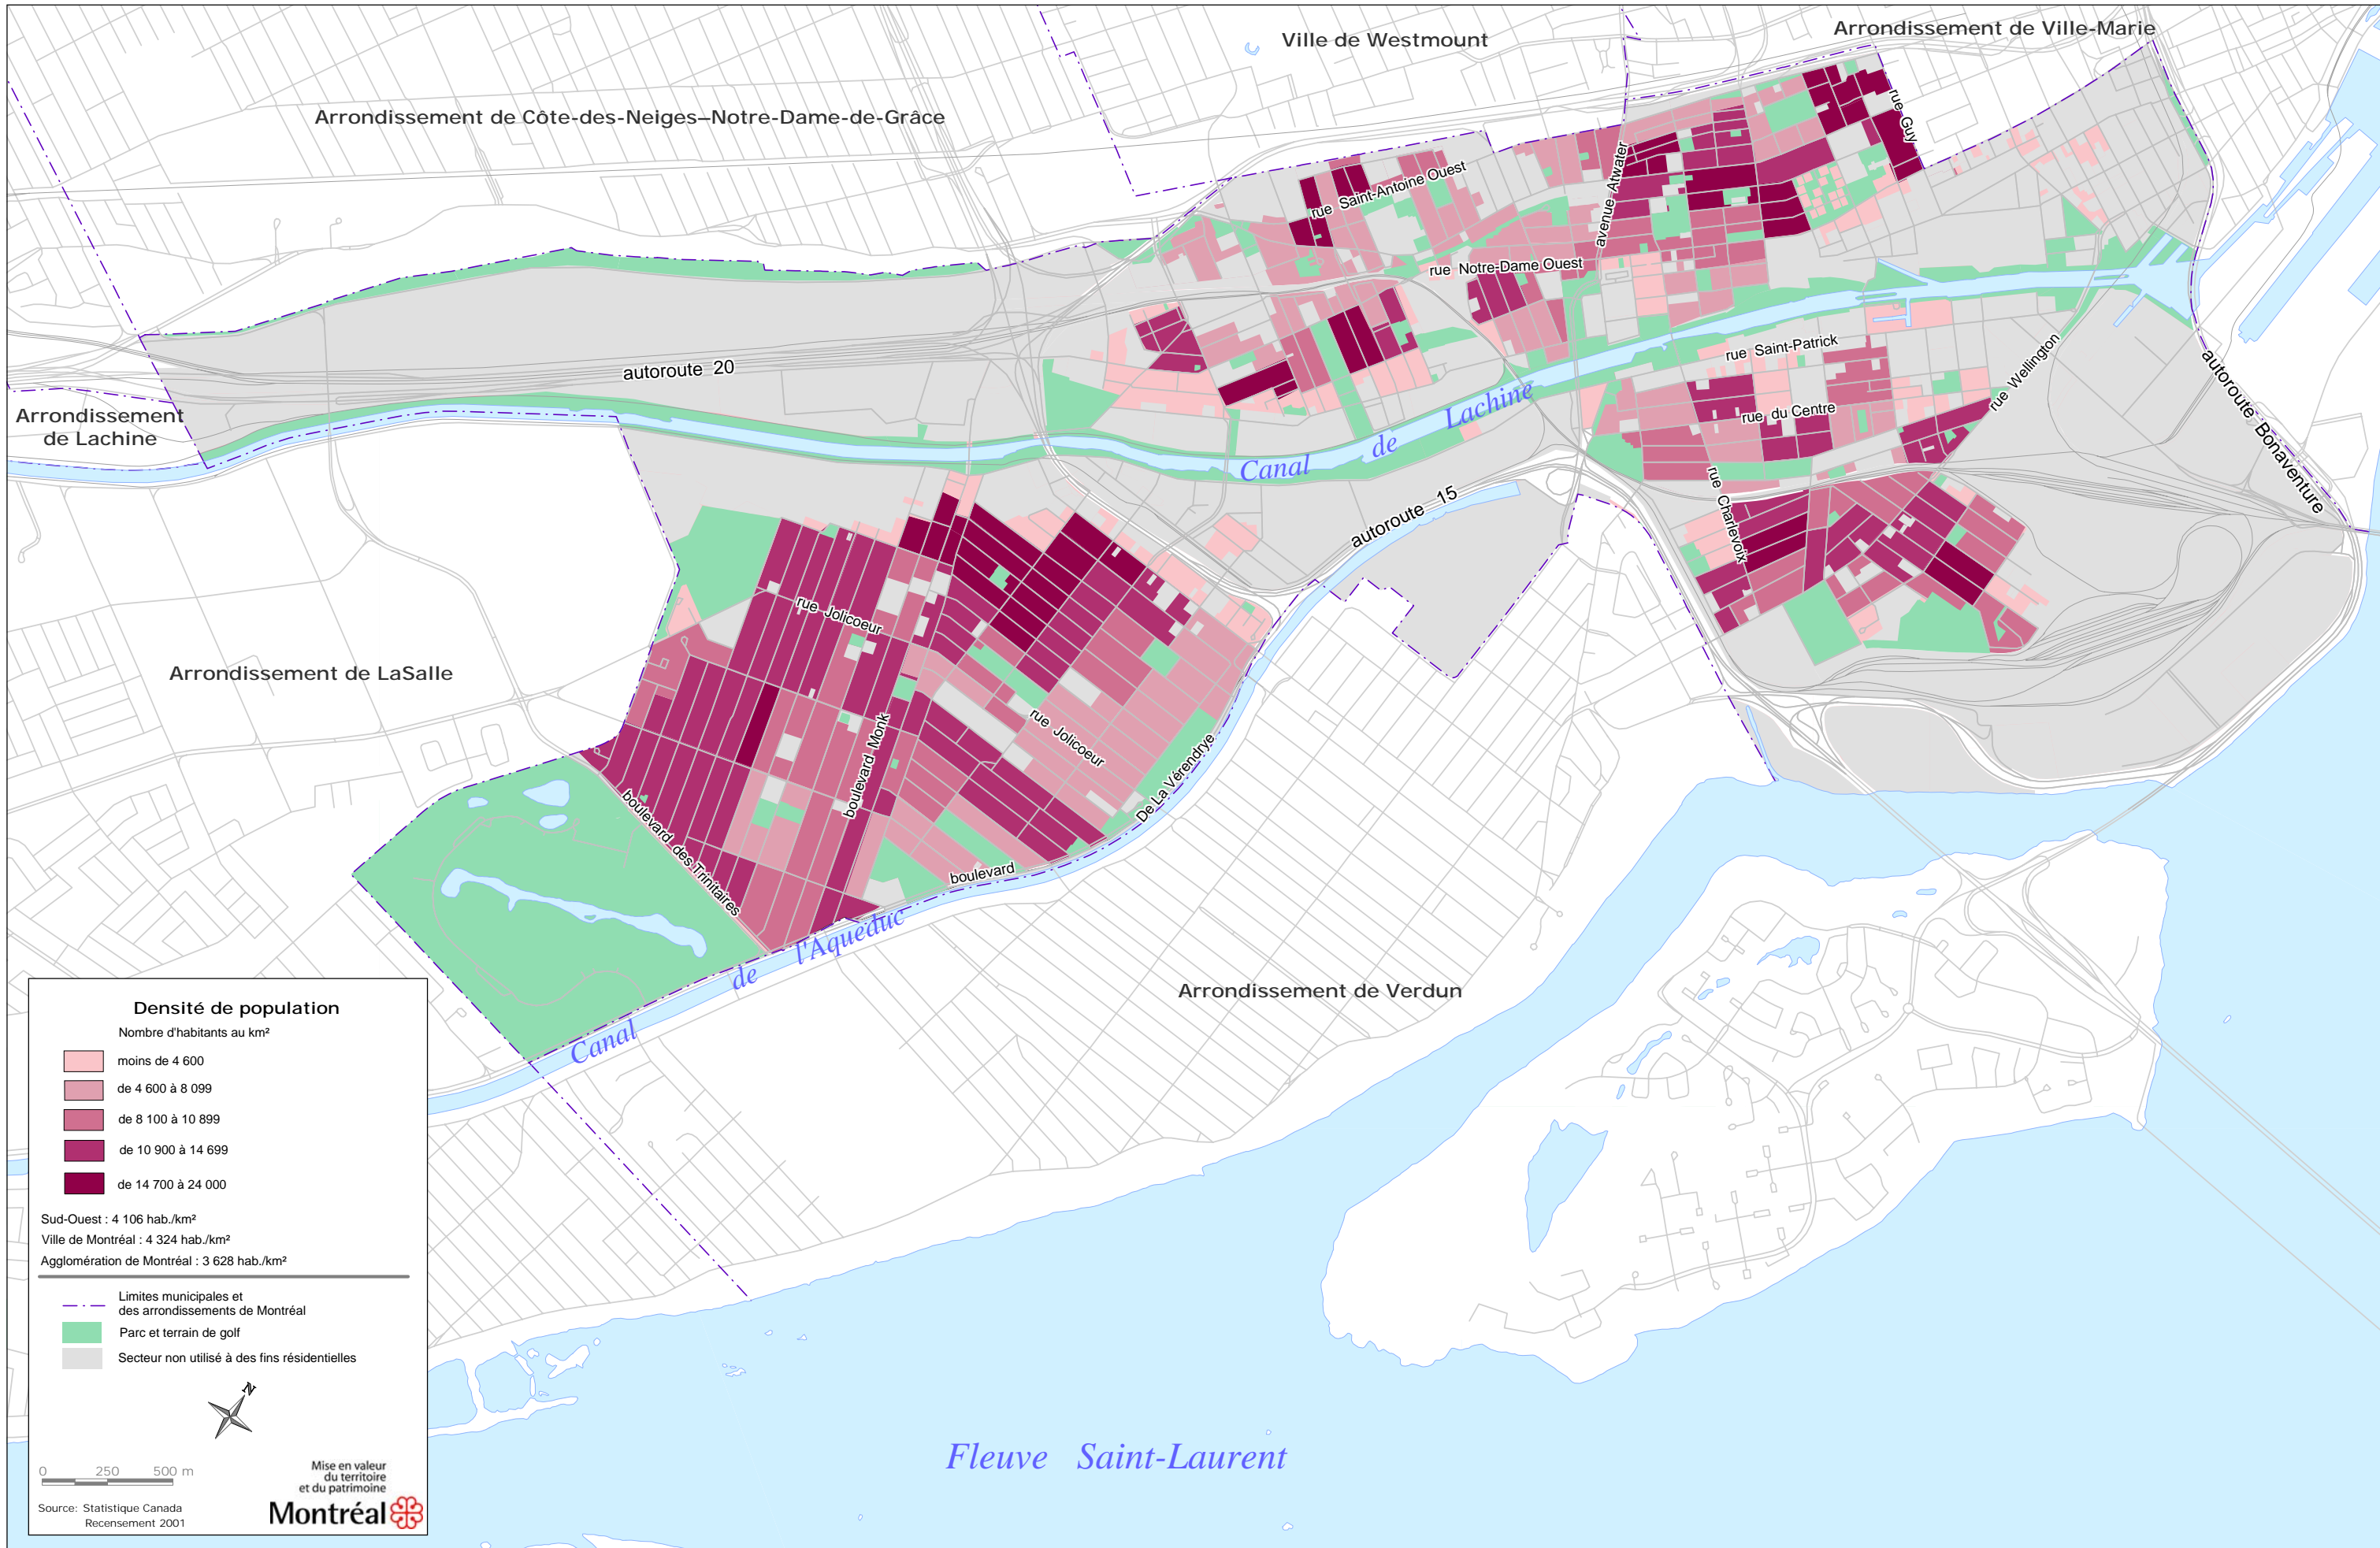 Ville de Westmount
Arrondissement de Ville-Marie
Arrondissement de Côte-des-Neiges–Notre-Dame-de-Grâce
rue Guy
rue Saint-Antoine Ouest
avenue Atwater
rue Notre-Dame Ouest
autoroute 20
rue Saint-Patrick
rue Wellington
autoroute Bonaventure
Arrondissement
de Lachine
Canal de Lachine
rue du Centre
rue Charlevoix
autoroute 15
rue Jolicoeur
Arrondissement de LaSalle
boulevard Monk
rue Jolicoeur
De La Vérendrye
boulevard des Trinitaires
boulevard
Canal de l'Aqueduc
Arrondissement de Verdun
Densité de population
Nombre d'habitants au km²
moins de 4 600
de 4 600 à 8 099
de 8 100 à 10 899
de 10 900 à 14 699
de 14 700 à 24 000
Sud-Ouest : 4 106 hab./km²
Ville de Montréal : 4 324 hab./km²
Agglomération de Montréal : 3 628 hab./km²
Limites municipales et
des arrondissements de Montréal
Parc et terrain de golf
Secteur non utilisé à des fins résidentielles
N
0 250 500 m
Mise en valeur
du territoire
et du patrimoine
Montréal
Source: Statistique Canada
Recensement 2001
Fleuve Saint-Laurent